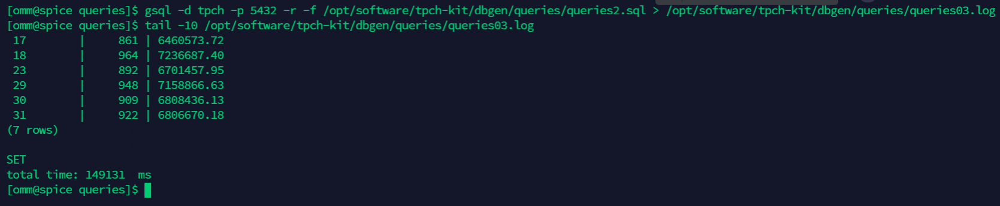 [omm@spice queries]$ gsql -d tpch -p 5432 -r -f /opt/software/tpch-kit/dbgen/queries/queries2.sql > /opt/software/tpch-kit/dbgen/queries/queries03.log
[omm@spice queries]$ tail -10 /opt/software/tpch-kit/dbgen/queries/queries03.log
 17        |     861 | 6460573.72
 18        |     964 | 7236687.40
 23        |     892 | 6701457.95
 29        |     948 | 7158866.63
 30        |     909 | 6808436.13
 31        |     922 | 6806670.18
(7 rows)

SET
total time: 149131  ms
[omm@spice queries]$